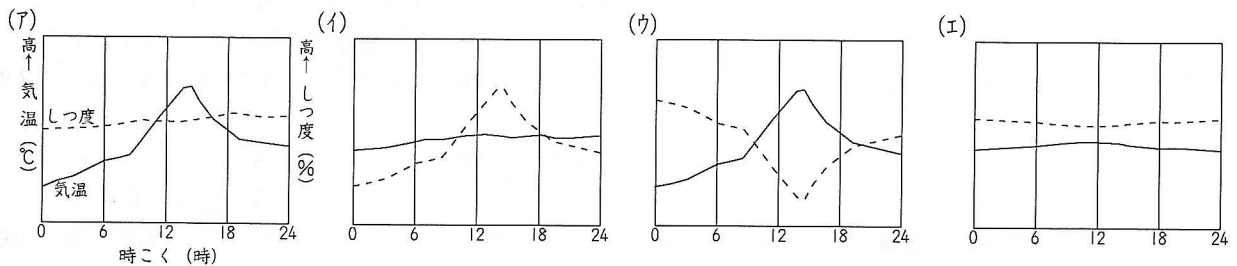 (ア)
高←気温(℃)
しつ度
気温
0 6 12 18 24
時こく (時)
高←しつ度(%)
(イ)
0 6 12 18 24
(ウ)
0 6 12 18 24
(エ)
0 6 12 18 24